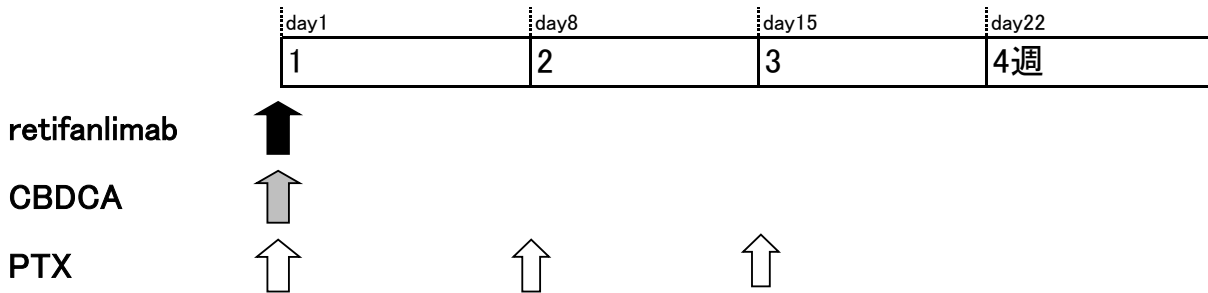 day1 day8 day15 day22
1 2 3 4週
retifanlimab
CBDCA
PTX